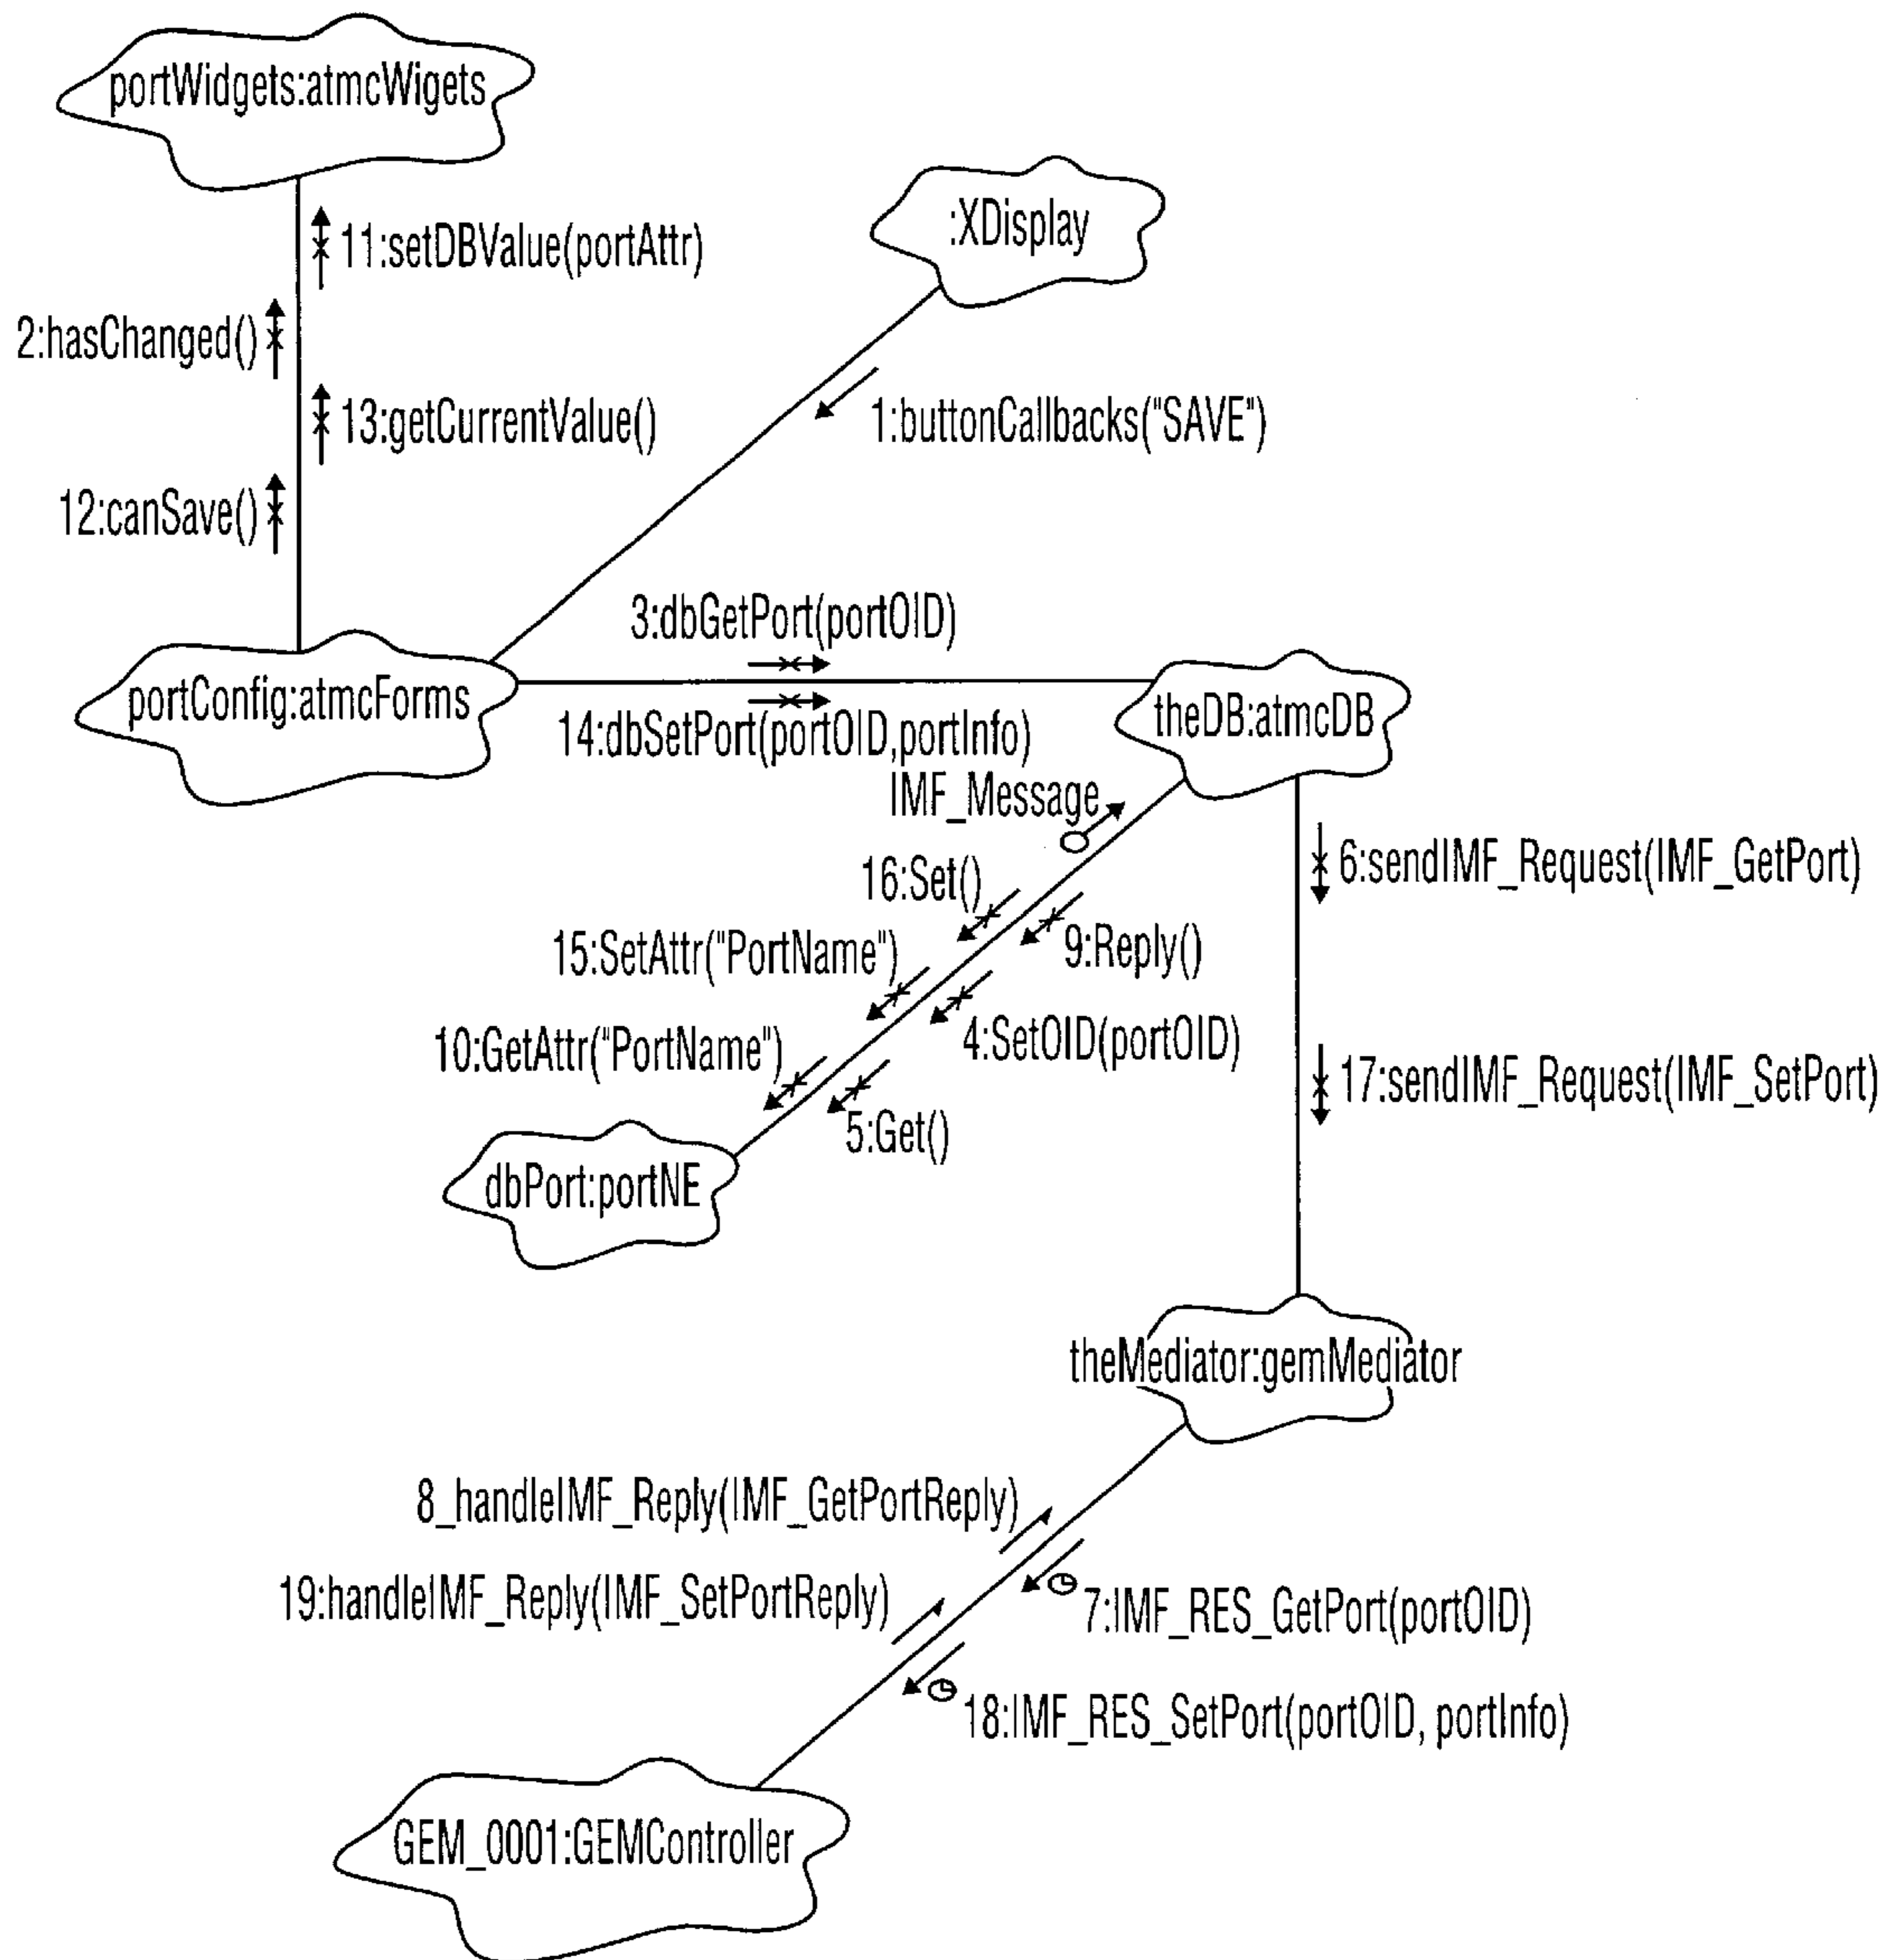 portWidgets:atmcWigets
:XDisplay
11:setDBValue(portAttr)
2:hasChanged()
13:getCurrentValue()
1:buttonCallbacks("SAVE")
12:canSave()
3:dbGetPort(portOID)
portConfig:atmcForms
theDB:atmcDB
14:dbSetPort(portOID,portInfo)
IMF_Message
6:sendIMF_Request(IMF_GetPort)
16:Set()
9:Reply()
15:SetAttr("PortName")
4:SetOID(portOID)
10:GetAttr("PortName")
17:sendIMF_Request(IMF_SetPort)
5:Get()
dbPort:portNE
theMediator:gemMediator
8_handleIMF_Reply(IMF_GetPortReply)
19:handleIMF_Reply(IMF_SetPortReply)
7:IMF_RES_GetPort(portOID)
18:IMF_RES_SetPort(portOID, portInfo)
GEM_0001:GEMController